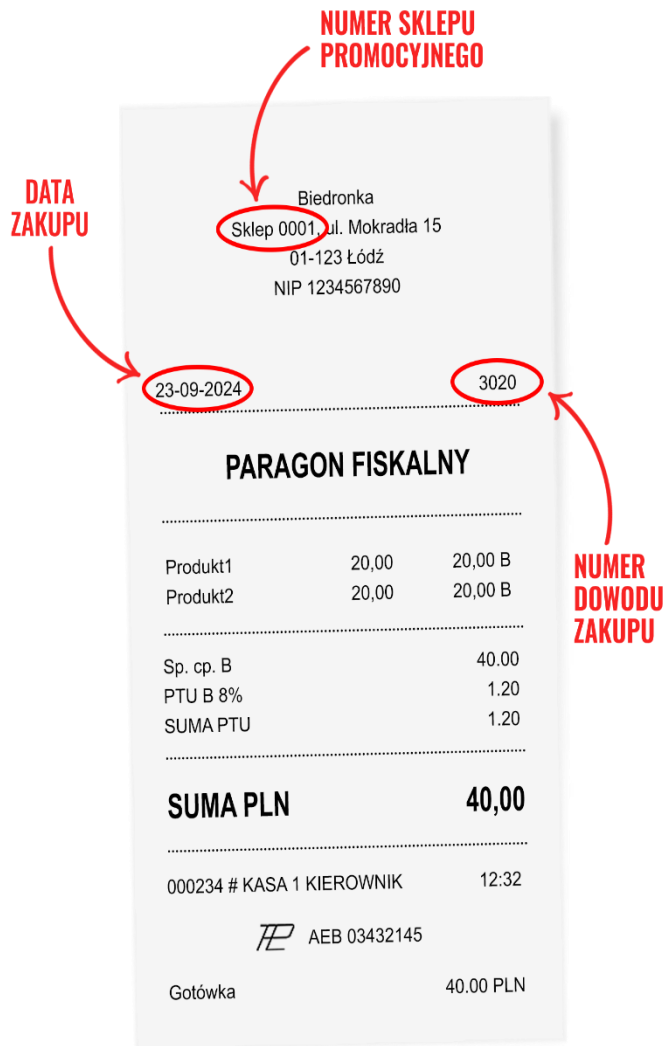 NUMER SKLEPU
PROMOCYJNEGO
DATA
ZAKUPU
Biedronka
Sklep 0001, ul. Mokradła 15
01-123 Łódź
NIP 1234567890
23-09-2024 3020
PARAGON FISKALNY
Produkt1 20,00 20,00 B
Produkt2 20,00 20,00 B
NUMER
DOWODU
ZAKUPU
Sp. cp. B 40.00
PTU B 8% 1.20
SUMA PTU 1.20
SUMA PLN 40,00
000234 # KASA 1 KIEROWNIK 12:32
AEB 03432145
Gotówka 40.00 PLN